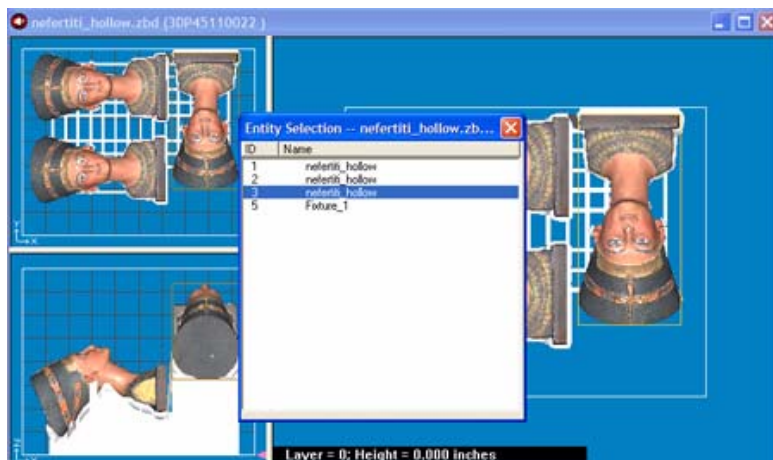 nefertiti_hollow.zbd (3DP45110022 )
Entity Selection -- nefertiti_hollow.zb...
ID Name
1 nefertiti_hollow
2 nefertiti_hollow
3 nefertiti_hollow
5 Fixture_1
Y
X
Z
Layer = 0; Height = 0.000 inches